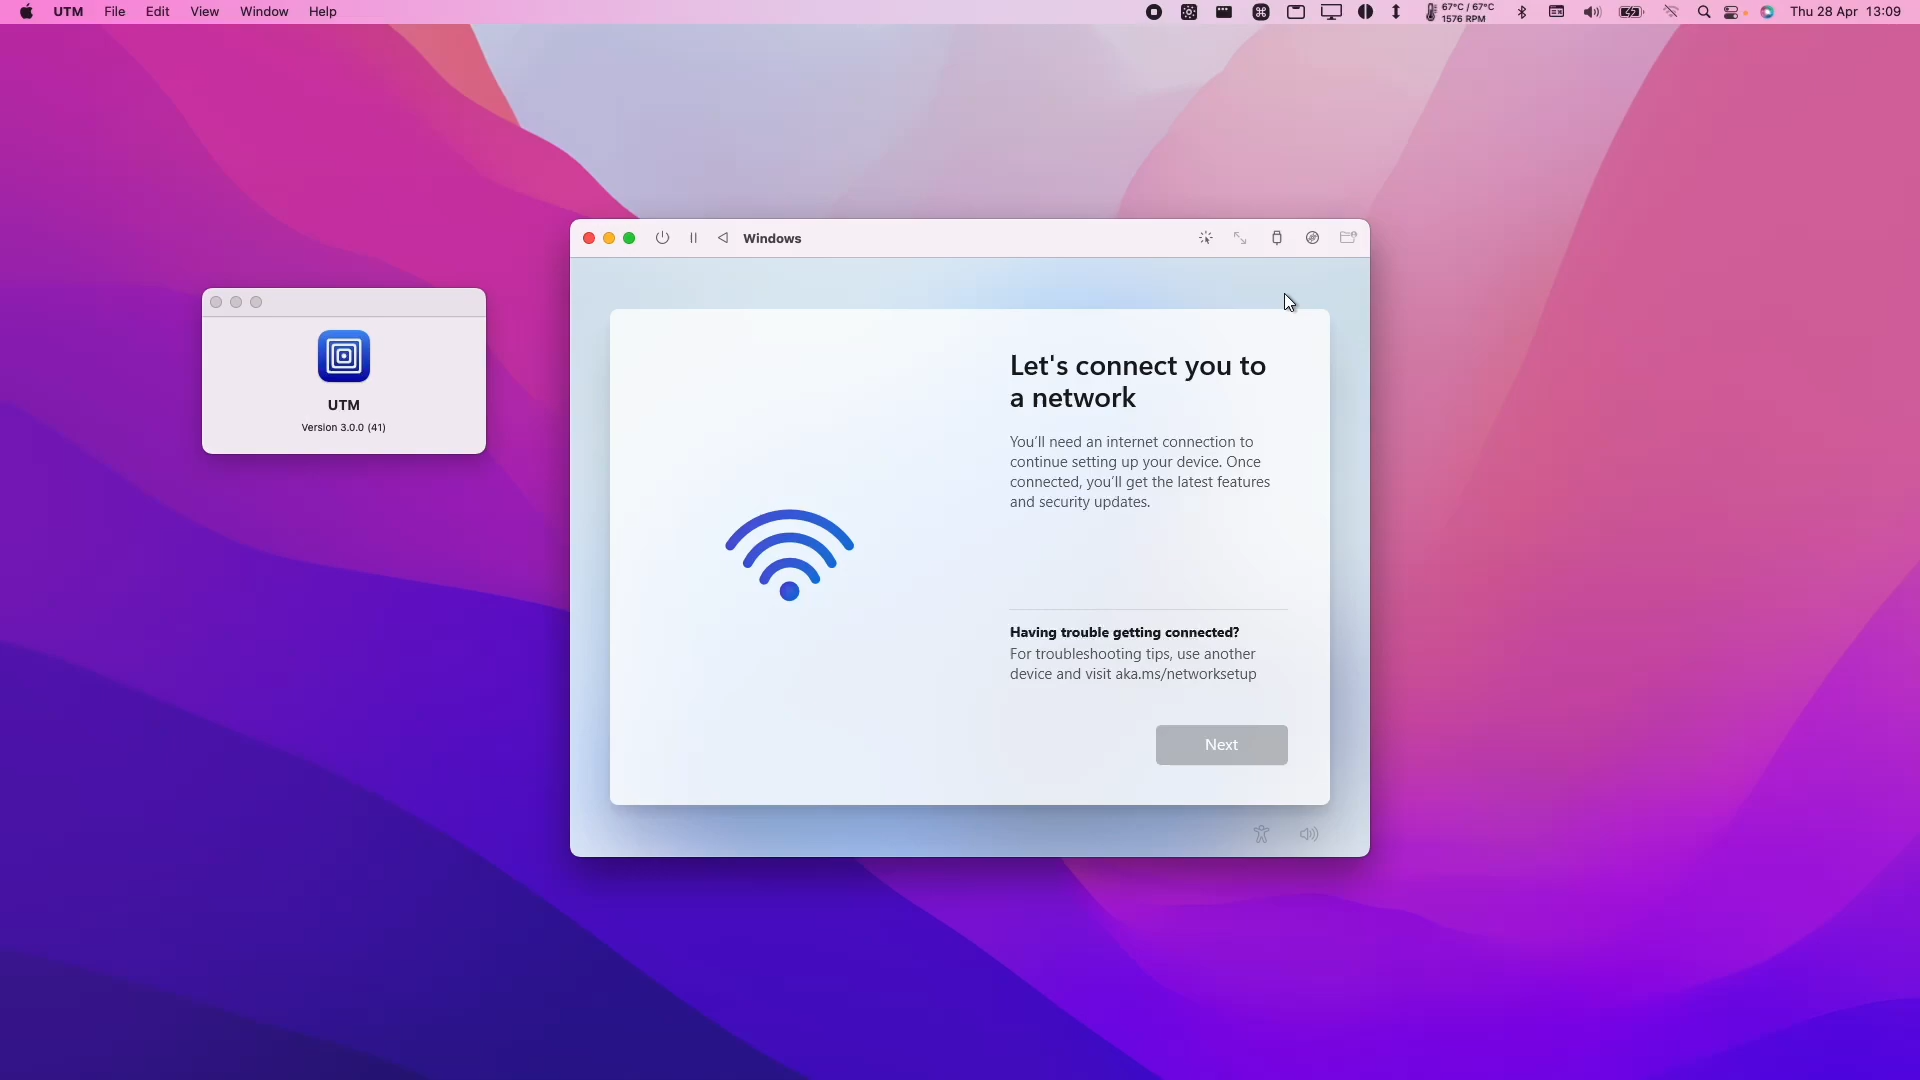 UTM File Edit View Window Help
67°C / 67°C
1576 RPM
Thu 28 Apr 13:09
Windows
UTM
Version 3.0.0 (41)
Let's connect you to
a network
You'll need an internet connection to
continue setting up your device. Once
connected, you'll get the latest features
and security updates.
Having trouble getting connected?
For troubleshooting tips, use another
device and visit aka.ms/networksetup
Next